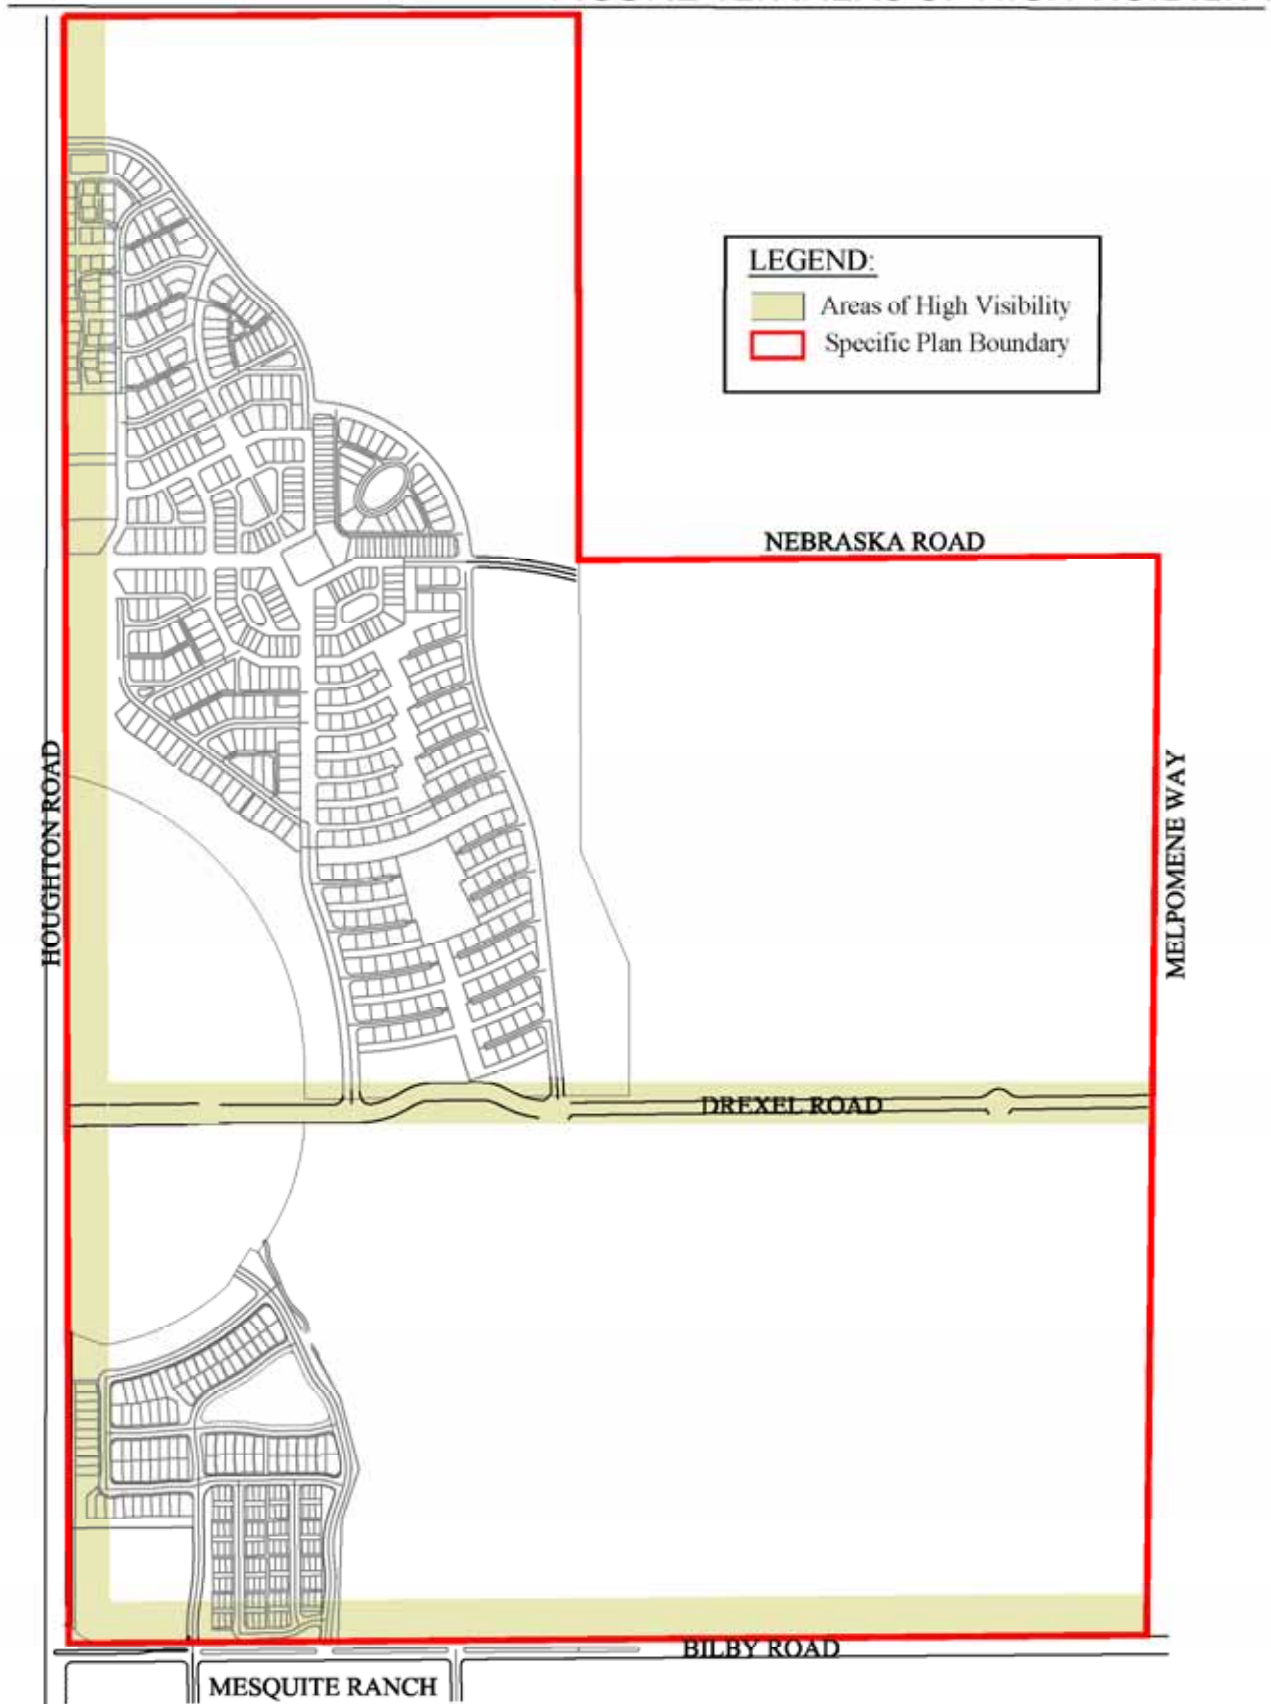 LEGEND:
Areas of High Visibility
Specific Plan Boundary
NEBRASKA ROAD
HOUGHTON ROAD
MELPOMENE WAY
DREXEL ROAD
BILBY ROAD
MESQUITE RANCH